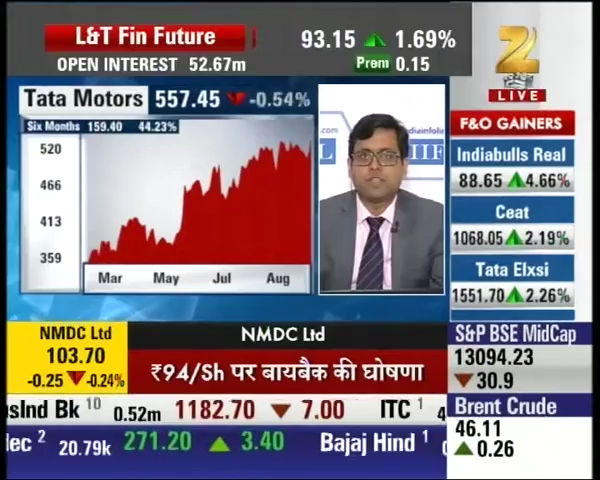 L&T Fin Future
93.15 1.69%
OPEN INTEREST 52.67m
Prem 0.15
LIVE
Tata Motors 557.45 -0.54%
Six Months 159.40 44.23%
520
466
413
359
Mar May Jul Aug
.com
ndiainfolin
F&O GAINERS
Indiabulls Real
88.65 4.66%
Ceat
1068.05 2.19%
Tata Elxsi
1551.70 2.26%
NMDC Ltd
103.70
-0.25 -0.24%
NMDC Ltd
₹94/Sh पर बायबैक की घोषणा
S&P BSE MidCap
13094.23
30.9
Brent Crude
46.11
0.26
sInd Bk 10 0.52m 1182.70 7.00 ITC 1 4
lec 2 20.79k 271.20 3.40 Bajaj Hind 1